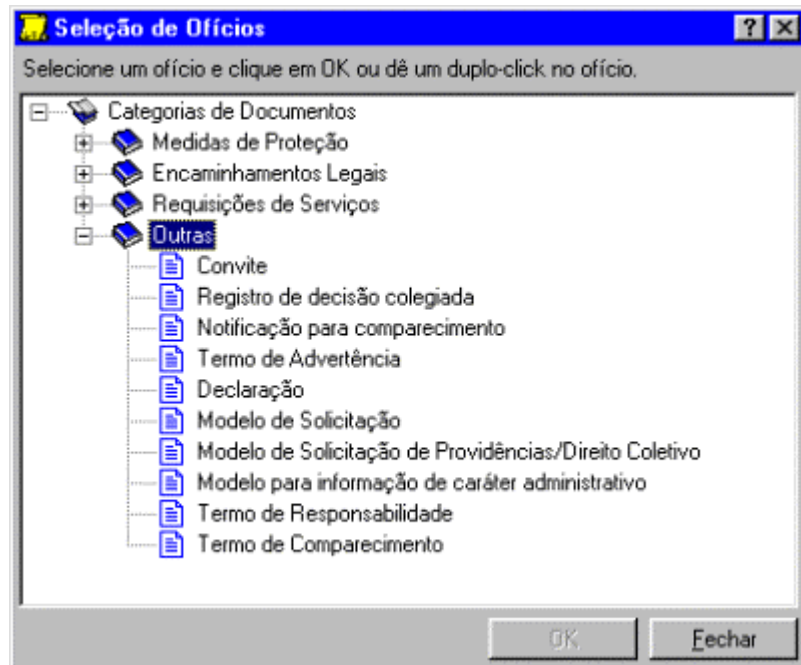 Seleção de Ofícios
Selecione um ofício e clique em OK ou dê um duplo-click no ofício.
Categorias de Documentos
Medidas de Proteção
Encaminhamentos Legais
Requisições de Serviços
Outras
Convite
Registro de decisão colegiada
Notificação para comparecimento
Termo de Advertência
Declaração
Modelo de Solicitação
Modelo de Solicitação de Providências/Direito Coletivo
Modelo para informação de caráter administrativo
Termo de Responsabilidade
Termo de Comparecimento
OK Fechar